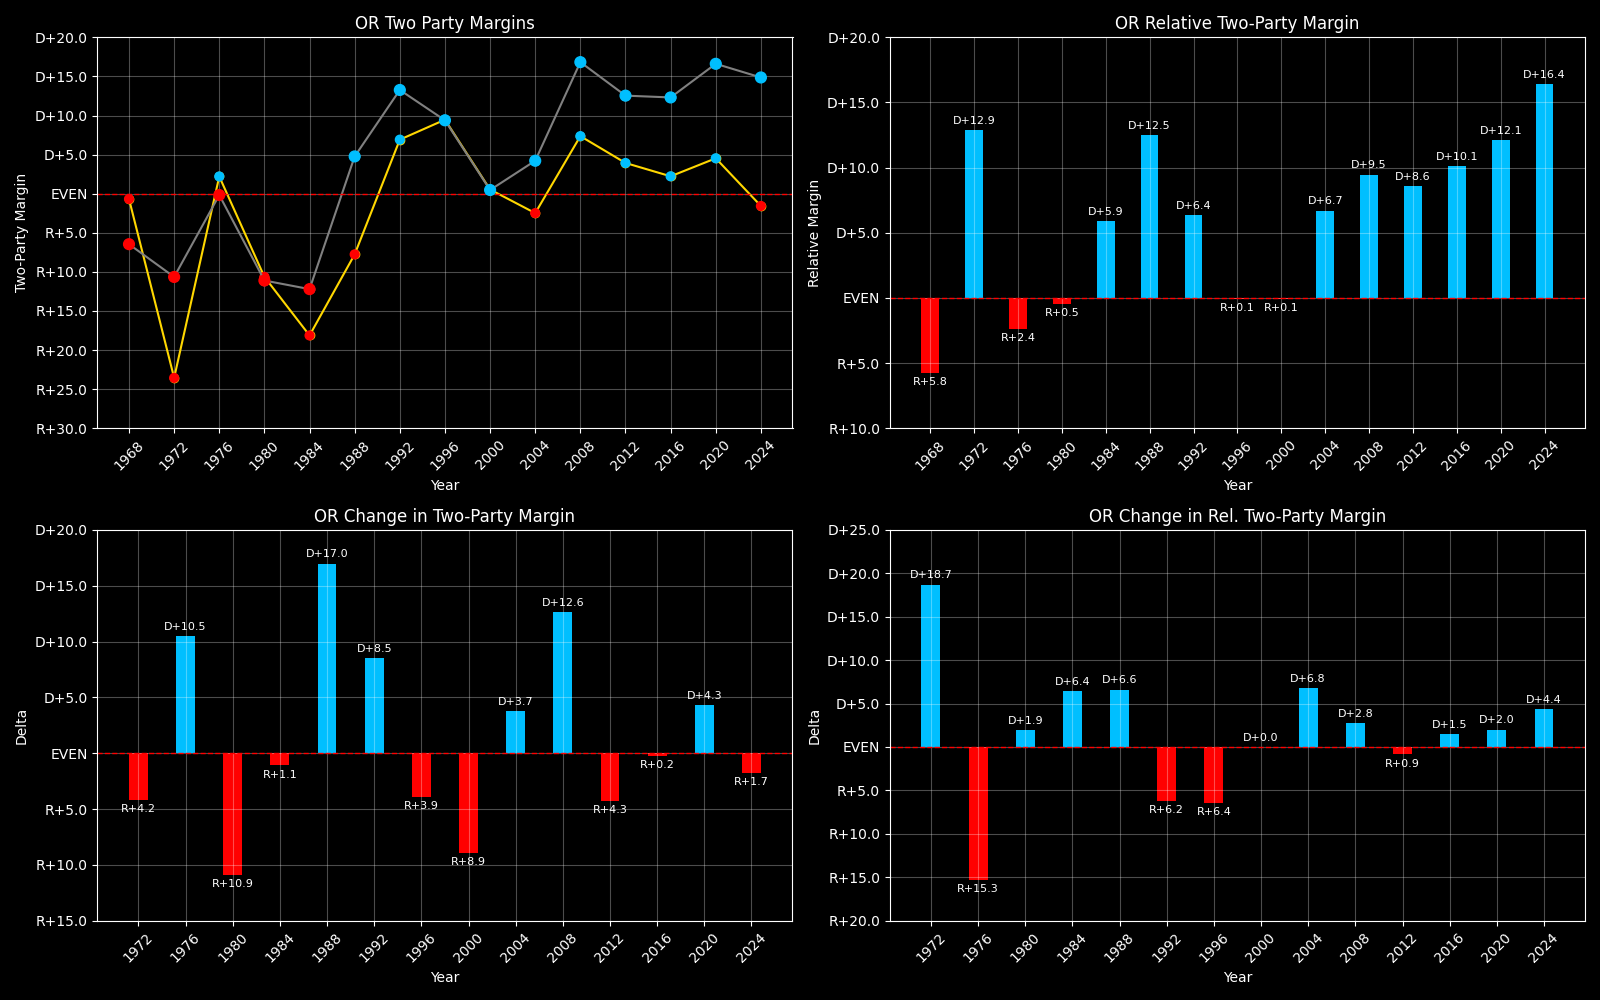 OR Two Party Margins
Two-Party Margin
D+20.0
D+15.0
D+10.0
D+5.0
EVEN
R+5.0
R+10.0
R+15.0
R+20.0
R+25.0
R+30.0
1968
1972
1976
1980
1984
1988
1992
1996
2000
2004
2008
2012
2016
2020
2024
Year
OR Relative Two-Party Margin
Relative Margin
D+20.0
D+15.0
D+10.0
D+5.0
EVEN
R+5.0
R+10.0
R+5.8
D+12.9
R+2.4
R+0.5
D+5.9
D+12.5
D+6.4
R+0.1
R+0.1
D+6.7
D+9.5
D+8.6
D+10.1
D+12.1
D+16.4
1968
1972
1976
1980
1984
1988
1992
1996
2000
2004
2008
2012
2016
2020
2024
Year
OR Change in Two-Party Margin
Delta
D+20.0
D+15.0
D+10.0
D+5.0
EVEN
R+5.0
R+10.0
R+15.0
R+4.2
D+10.5
R+10.9
R+1.1
D+17.0
D+8.5
R+3.9
R+8.9
D+3.7
D+12.6
R+4.3
R+0.2
D+4.3
R+1.7
1972
1976
1980
1984
1988
1992
1996
2000
2004
2008
2012
2016
2020
2024
Year
OR Change in Rel. Two-Party Margin
Delta
D+25.0
D+20.0
D+15.0
D+10.0
D+5.0
EVEN
R+5.0
R+10.0
R+15.0
R+20.0
D+18.7
R+15.3
D+1.9
D+6.4
D+6.6
R+6.2
R+6.4
D+0.0
D+6.8
D+2.8
R+0.9
D+1.5
D+2.0
D+4.4
1972
1976
1980
1984
1988
1992
1996
2000
2004
2008
2012
2016
2020
2024
Year